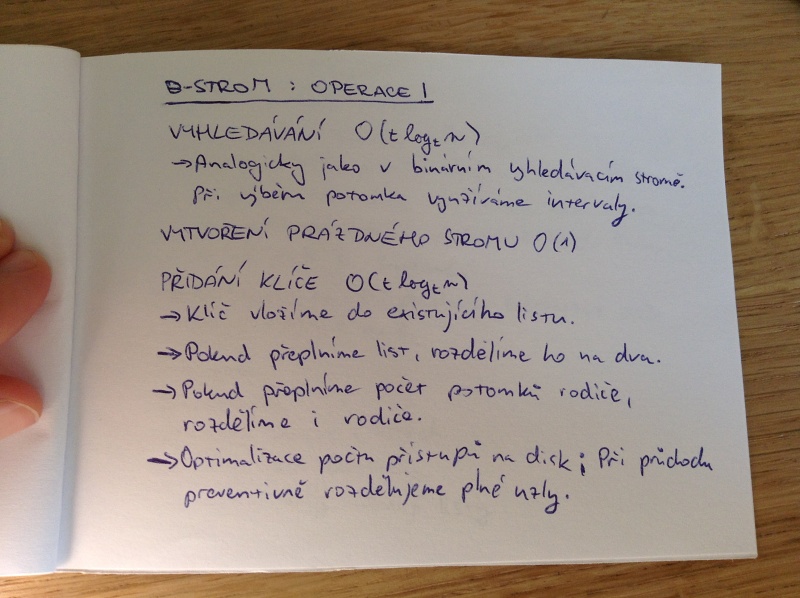 B-STROM : OPERACE I
VYHLEDÁVÁNÍ O(t log_t n)
→ Analogicky jako v binárním vyhledávacím stromě.
Při výběru potomka využíváme intervaly.
VYTVOŘENÍ PRÁZDNÉHO STROMU O(1)
PŘIDÁNÍ KLÍČE O(t log_t n)
→ Klíč vložíme do existujícího listu.
→ Pokud přeplníme list, rozdělíme ho na dva.
→ Pokud přeplníme počet potomků rodiče,
rozdělíme i rodiče.
→ Optimalizace počtu přístupů na disk; Při průchodu
preventivně rozdělujeme plné uzly.